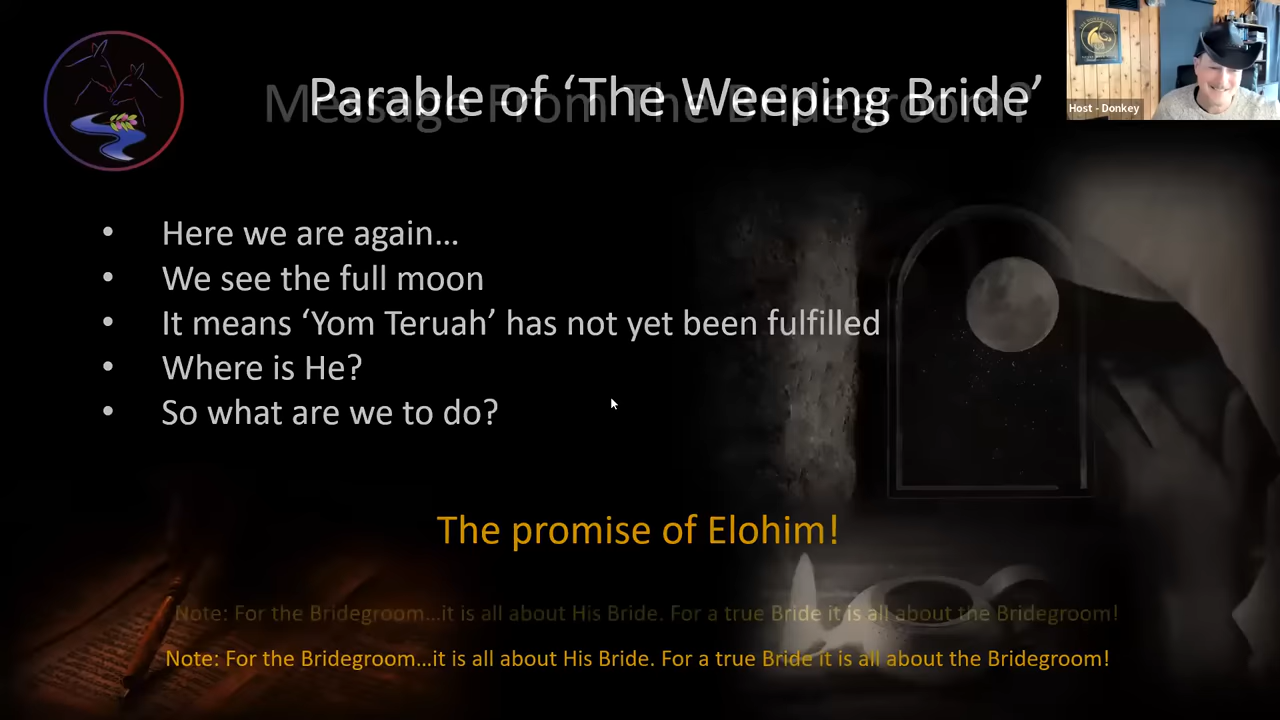 Parable of ‘The Weeping Bride’
Message From The Bridegroom?
Host - Donkey
• Here we are again…
• We see the full moon
• It means ‘Yom Teruah’ has not yet been fulfilled
• Where is He?
• So what are we to do?
The promise of Elohim!
Note: For the Bridegroom…it is all about His Bride. For a true Bride it is all about the Bridegroom!
Note: For the Bridegroom…it is all about His Bride. For a true Bride it is all about the Bridegroom!